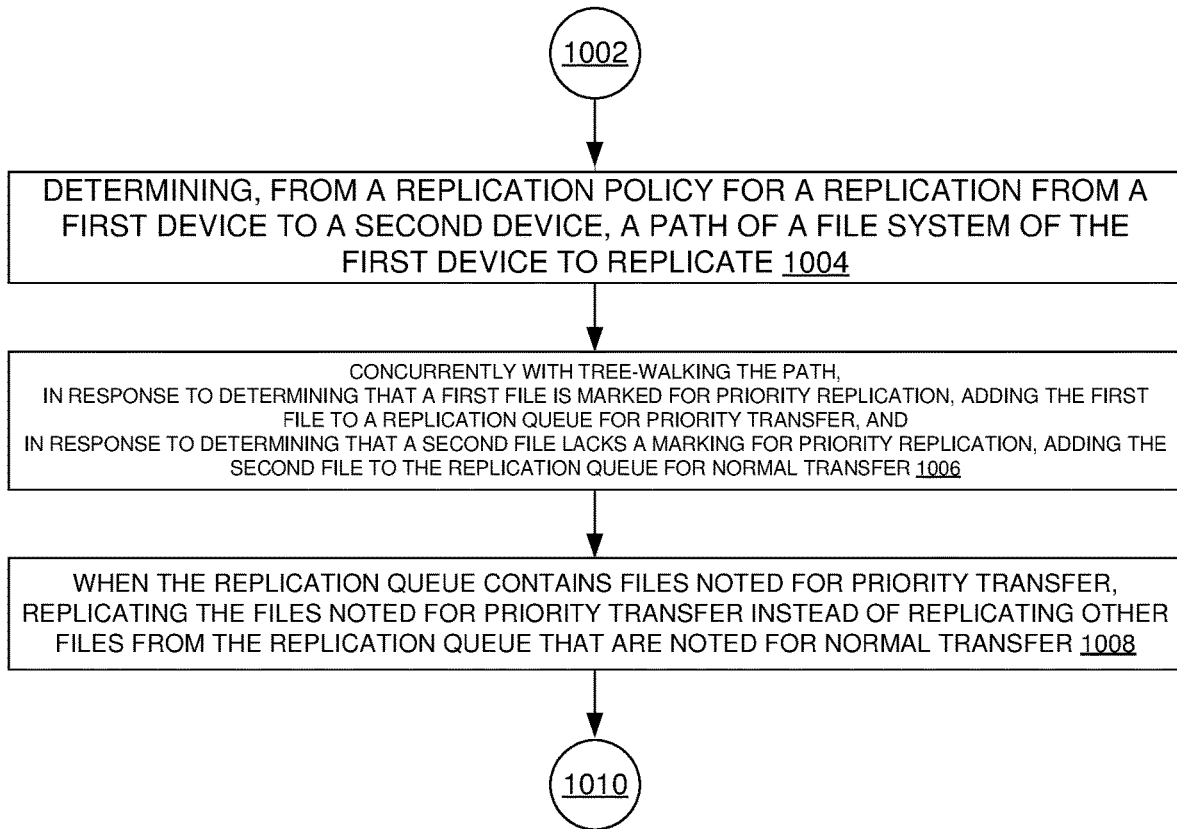 1002
DETERMINING, FROM A REPLICATION POLICY FOR A REPLICATION FROM A
FIRST DEVICE TO A SECOND DEVICE, A PATH OF A FILE SYSTEM OF THE
FIRST DEVICE TO REPLICATE 1004
CONCURRENTLY WITH TREE-WALKING THE PATH,
IN RESPONSE TO DETERMINING THAT A FIRST FILE IS MARKED FOR PRIORITY REPLICATION, ADDING THE FIRST
FILE TO A REPLICATION QUEUE FOR PRIORITY TRANSFER, AND
IN RESPONSE TO DETERMINING THAT A SECOND FILE LACKS A MARKING FOR PRIORITY REPLICATION, ADDING THE
SECOND FILE TO THE REPLICATION QUEUE FOR NORMAL TRANSFER 1006
WHEN THE REPLICATION QUEUE CONTAINS FILES NOTED FOR PRIORITY TRANSFER,
REPLICATING THE FILES NOTED FOR PRIORITY TRANSFER INSTEAD OF REPLICATING OTHER
FILES FROM THE REPLICATION QUEUE THAT ARE NOTED FOR NORMAL TRANSFER 1008
1010